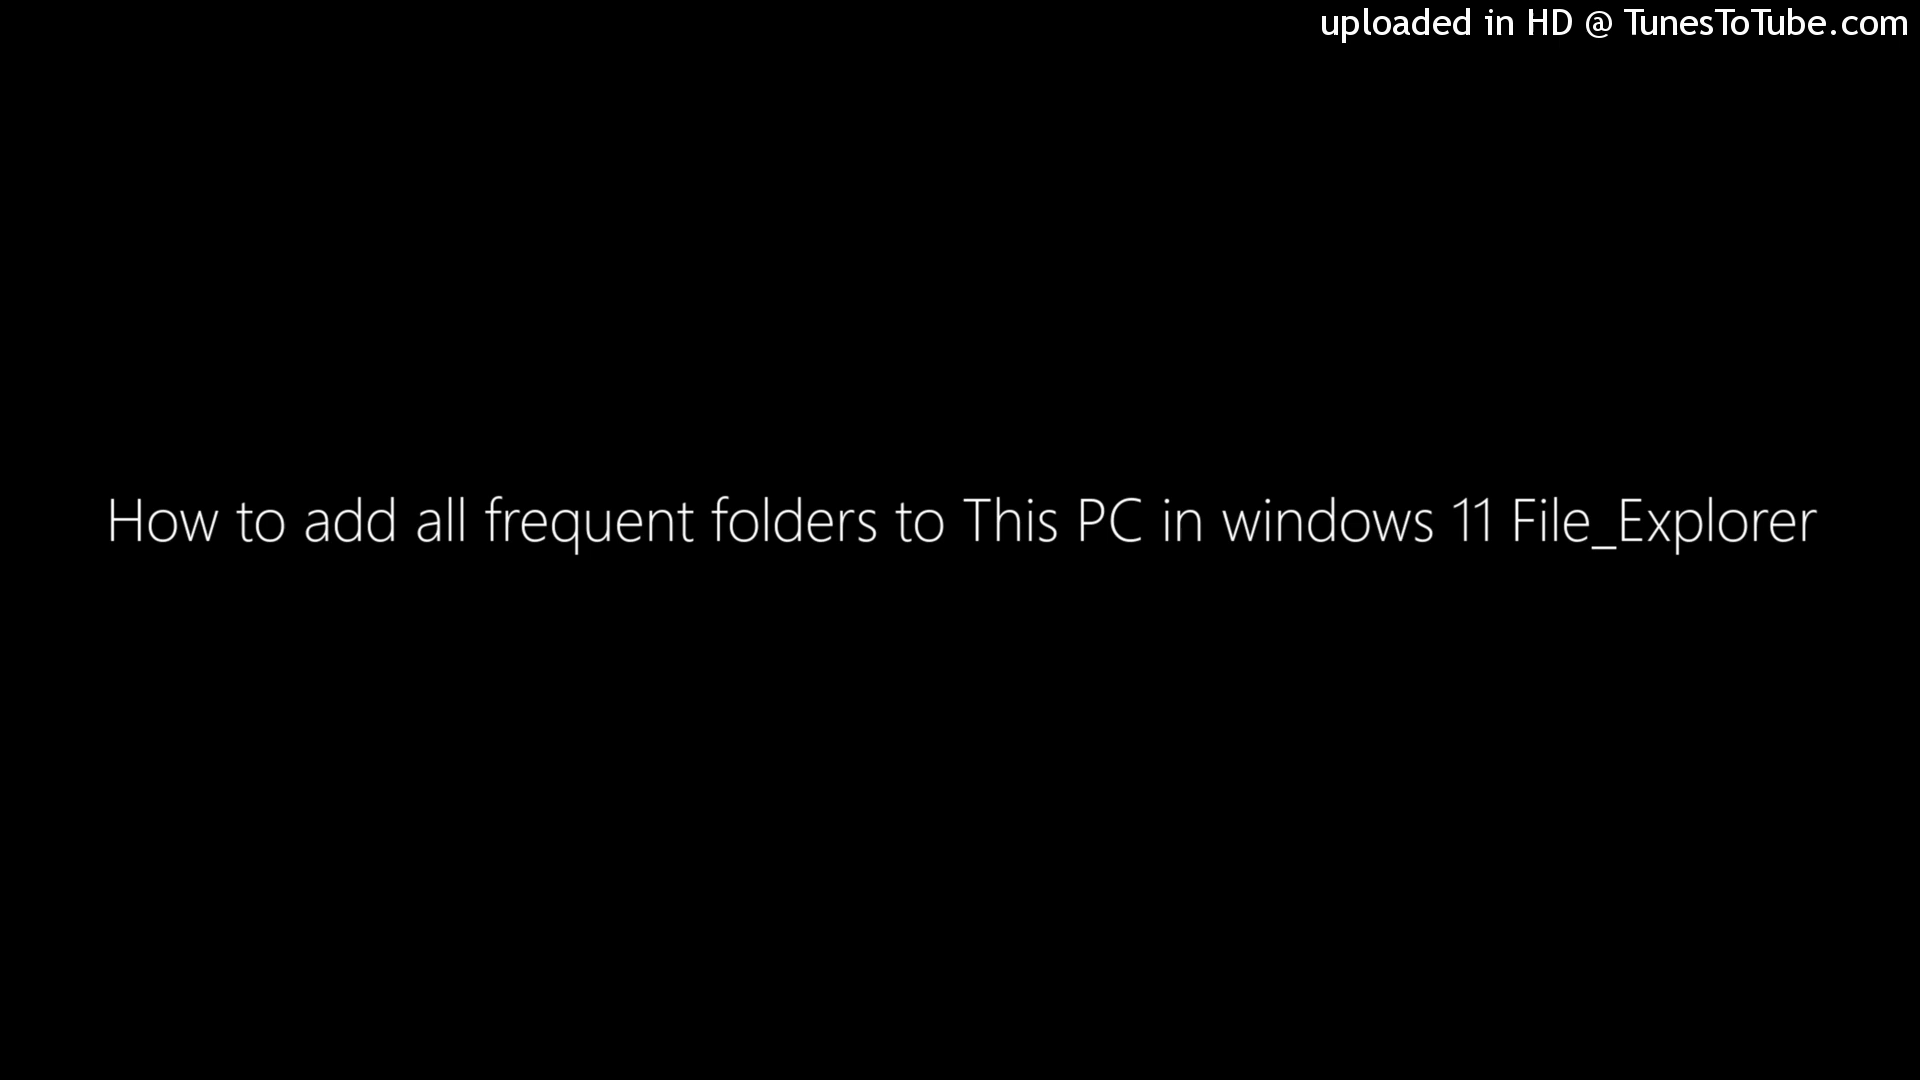 uploaded in HD @ TunesToTube.com
How to add all frequent folders to This PC in windows 11 File_Explorer